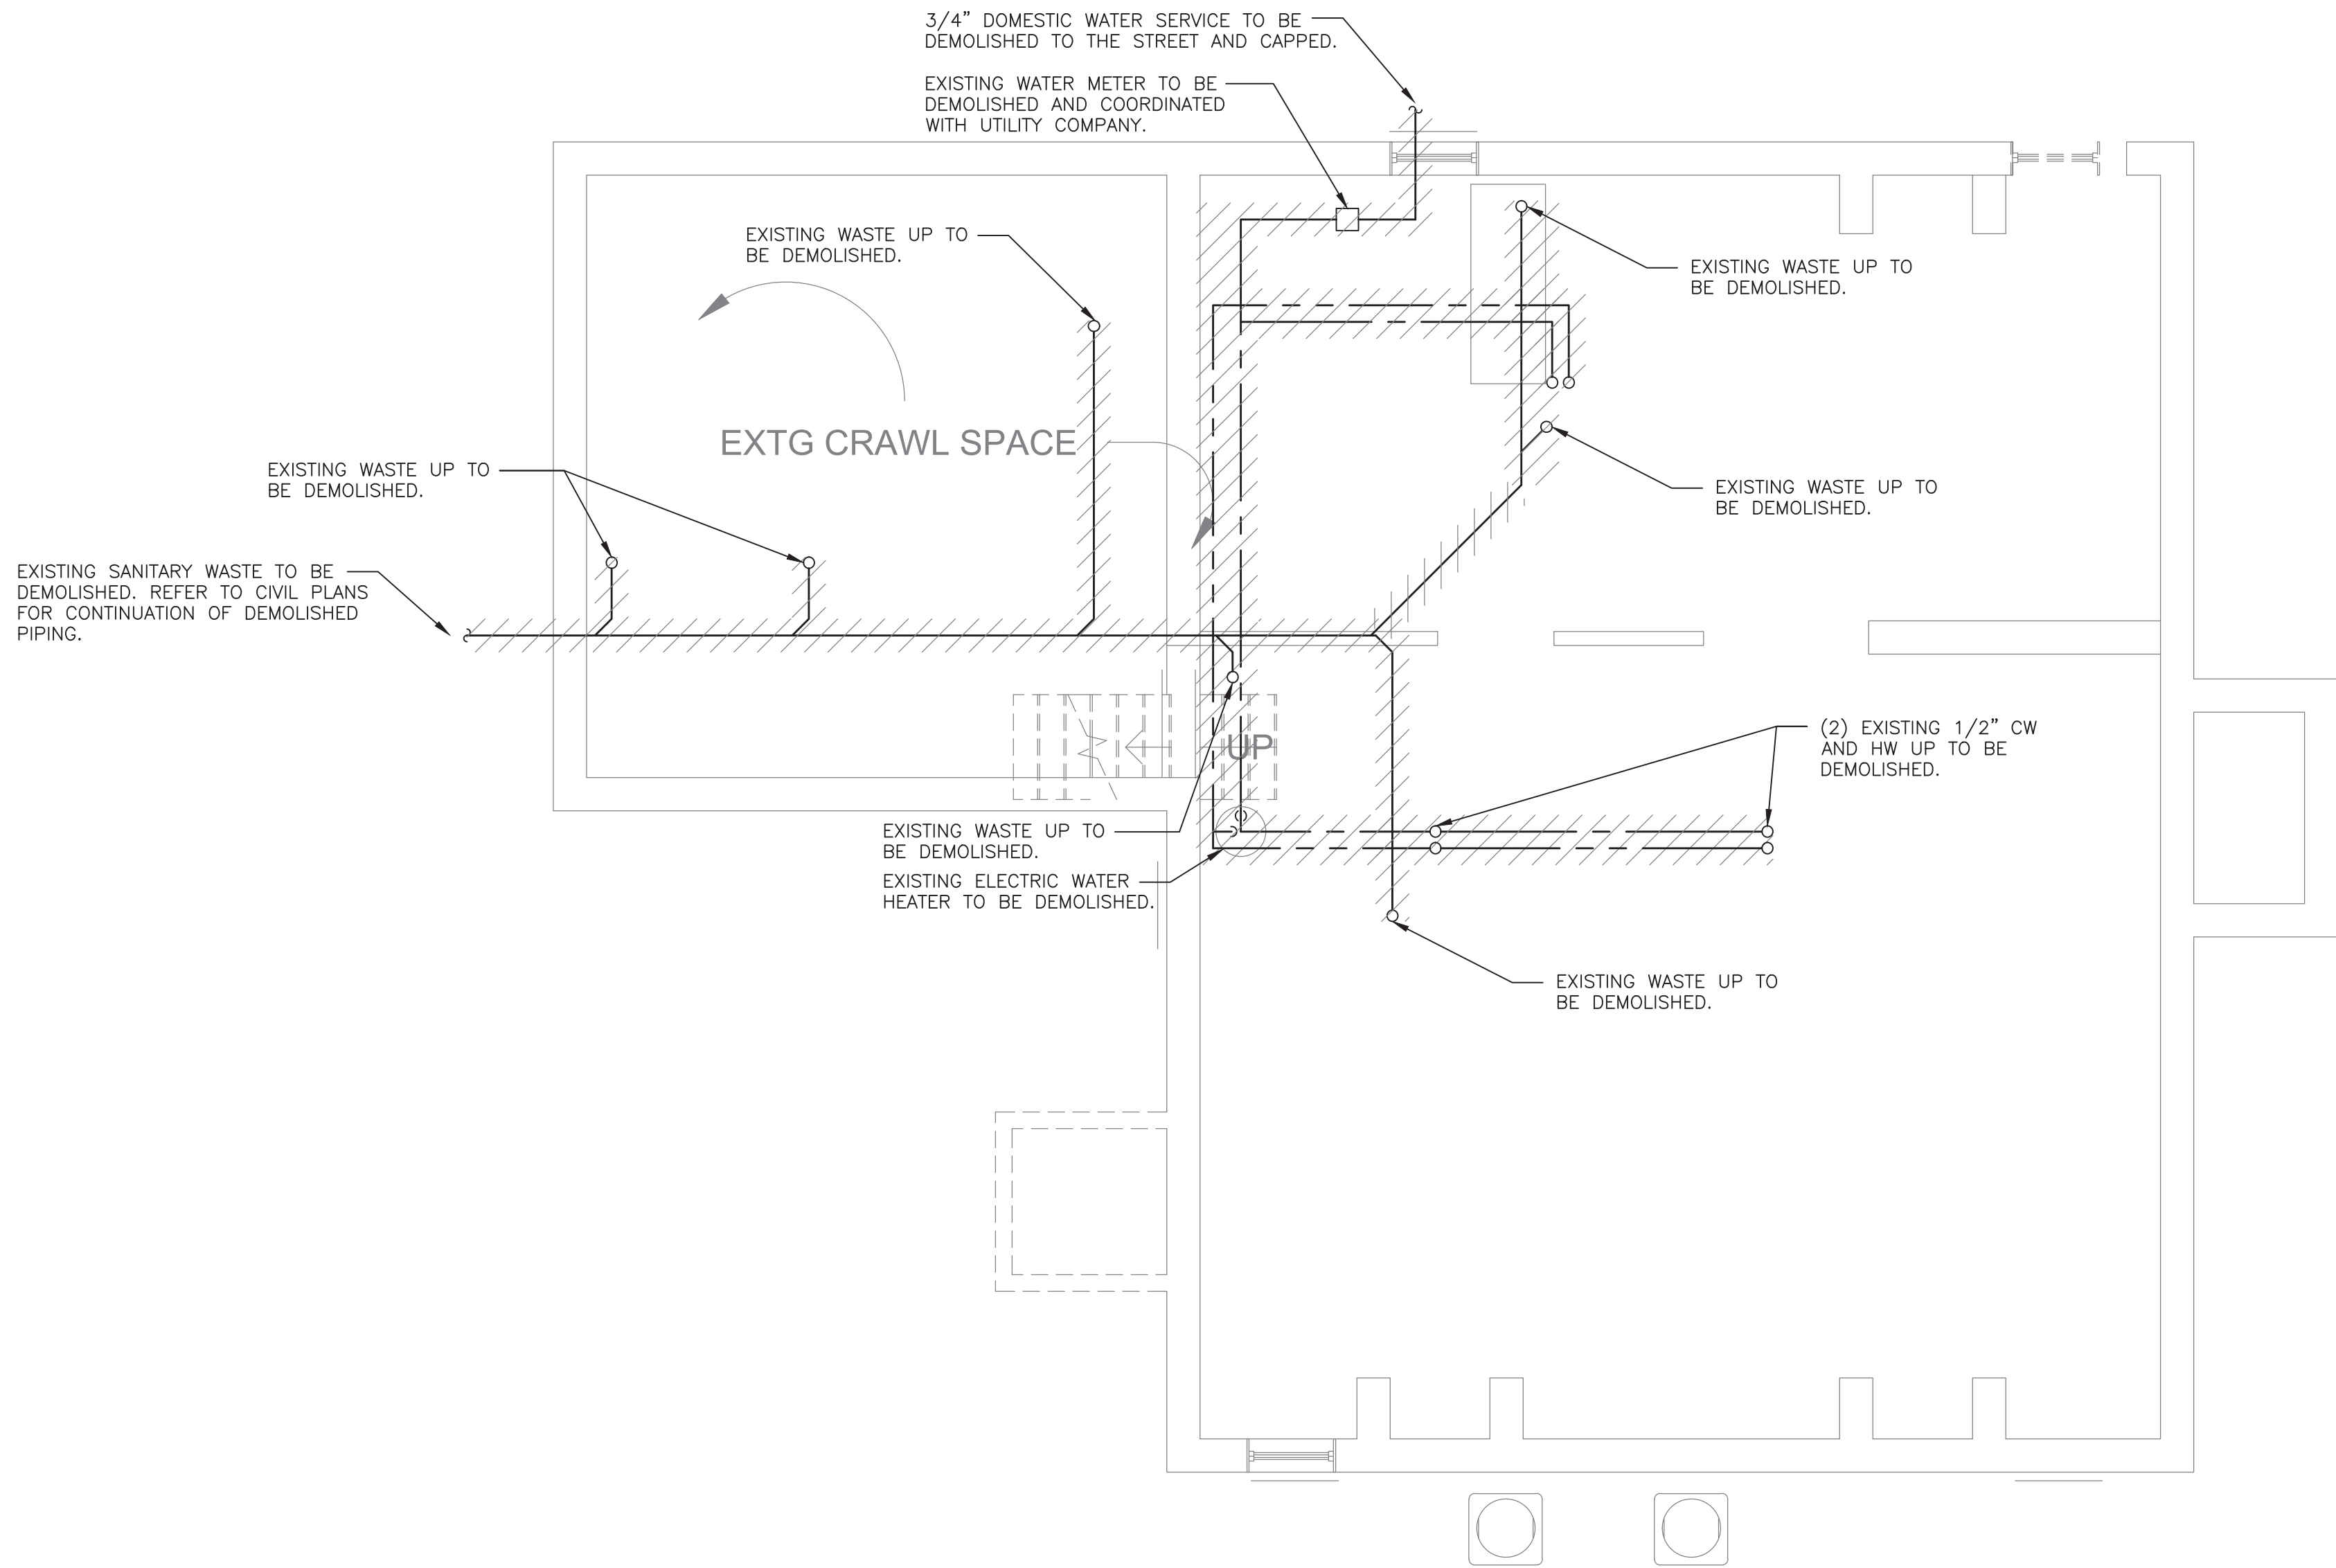 3/4” DOMESTIC WATER SERVICE TO BE
DEMOLISHED TO THE STREET AND CAPPED.
EXISTING WATER METER TO BE
DEMOLISHED AND COORDINATED
WITH UTILITY COMPANY.
EXISTING WASTE UP TO
BE DEMOLISHED.
EXISTING WASTE UP TO
BE DEMOLISHED.
EXTG CRAWL SPACE
EXISTING WASTE UP TO
BE DEMOLISHED.
EXISTING WASTE UP TO
BE DEMOLISHED.
EXISTING SANITARY WASTE TO BE
DEMOLISHED. REFER TO CIVIL PLANS
FOR CONTINUATION OF DEMOLISHED
PIPING.
UP
(2) EXISTING 1/2” CW
AND HW UP TO BE
DEMOLISHED.
EXISTING WASTE UP TO
BE DEMOLISHED.
EXISTING ELECTRIC WATER
HEATER TO BE DEMOLISHED.
EXISTING WASTE UP TO
BE DEMOLISHED.